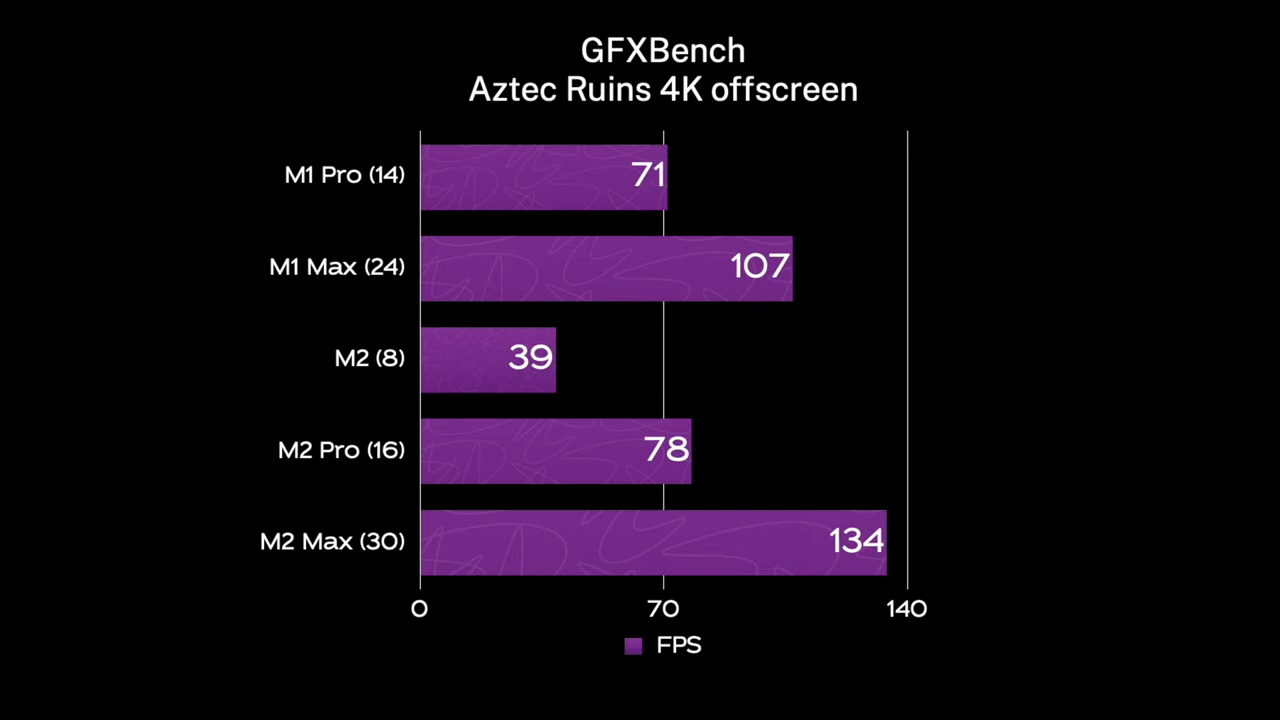 GFXBench
Aztec Ruins 4K offscreen
M1 Pro (14)
71
M1 Max (24)
107
M2 (8)
39
M2 Pro (16)
78
M2 Max (30)
134
0
70
140
FPS